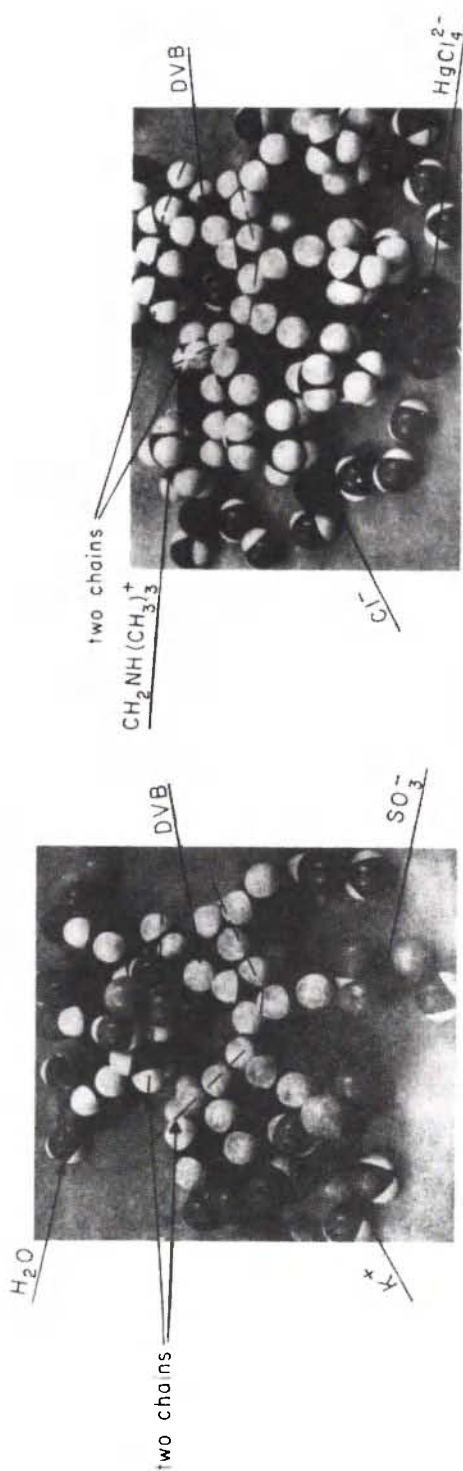 H₂O
two chains
DVB
K⁺
SO₃⁻
two chains
CH₂NH(CH₃)₃⁺
DVB
Cl⁻
HgCl₄²⁻